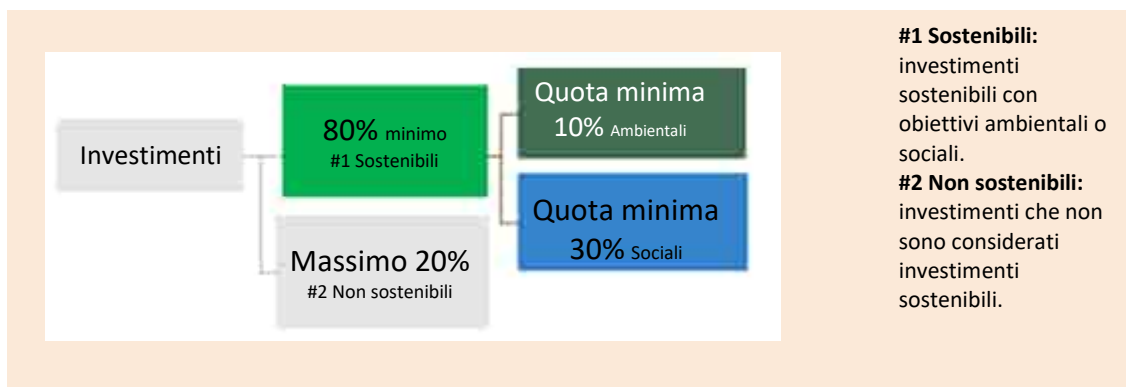 Investimenti
80% minimo
#1 Sostenibili
Massimo 20%
#2 Non sostenibili
Quota minima
10% Ambientali
Quota minima
30% Sociali
#1 Sostenibili:
investimenti
sostenibili con
obiettivi ambientali o
sociali.
#2 Non sostenibili:
investimenti che non
sono considerati
investimenti
sostenibili.